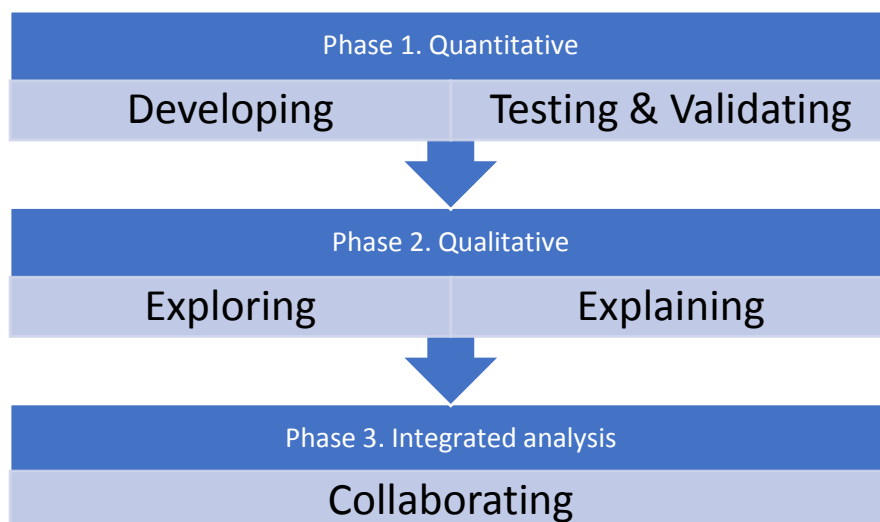 Phase 1. Quantitative
Developing
Testing & Validating
Phase 2. Qualitative
Exploring
Explaining
Phase 3. Integrated analysis
Collaborating